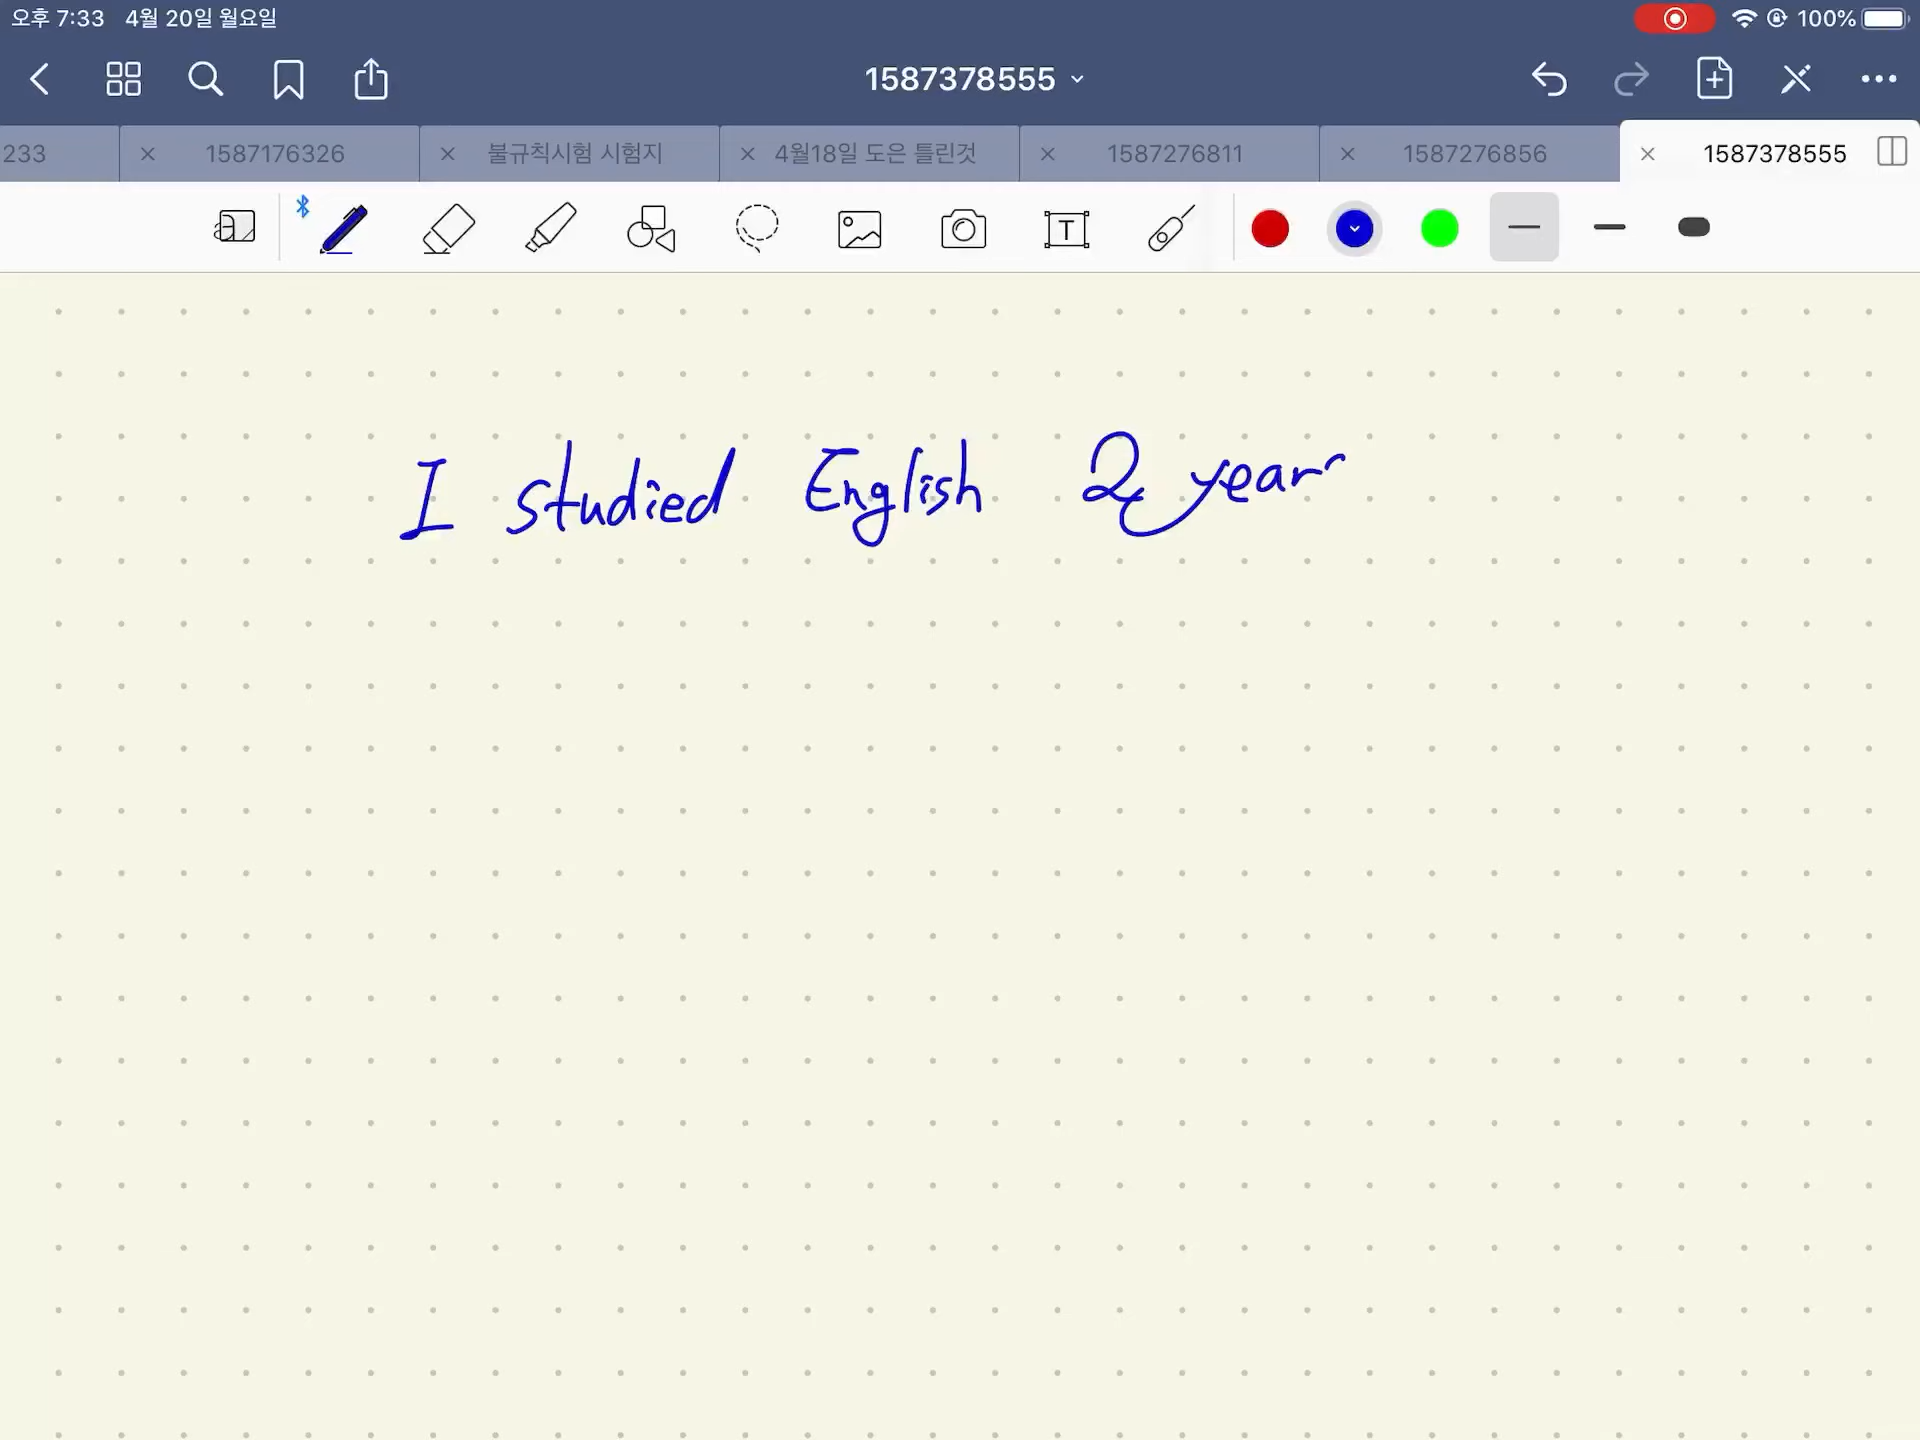 오후 7:33 4월 20일 월요일 100%
1587378555
233 1587176326 불규칙시험 시험지 4월18일 도은 틀린것 1587276811 1587276856 1587378555
I studied English 2 year